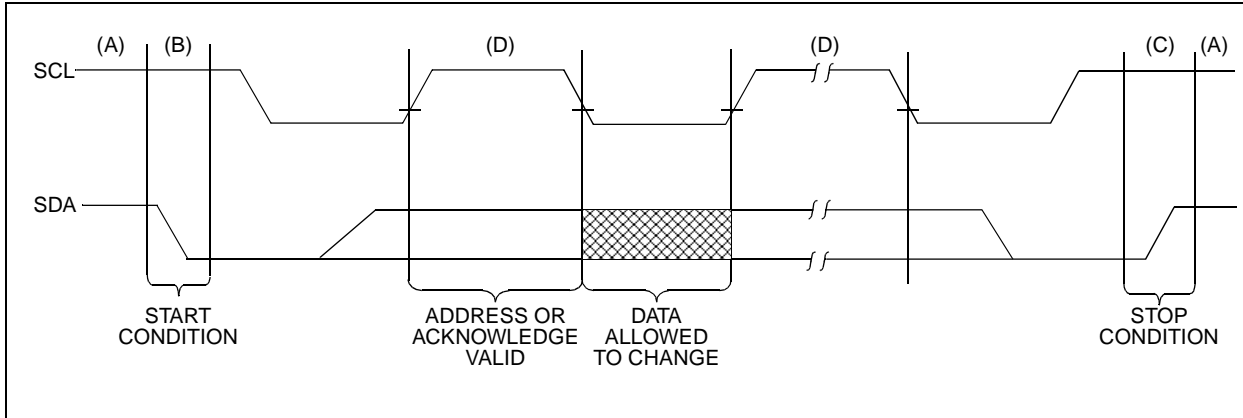 (A) (B) (D) (D) (C) (A)
SCL
SDA
START
CONDITION
ADDRESS OR
ACKNOWLEDGE
VALID
DATA
ALLOWED
TO CHANGE
STOP
CONDITION